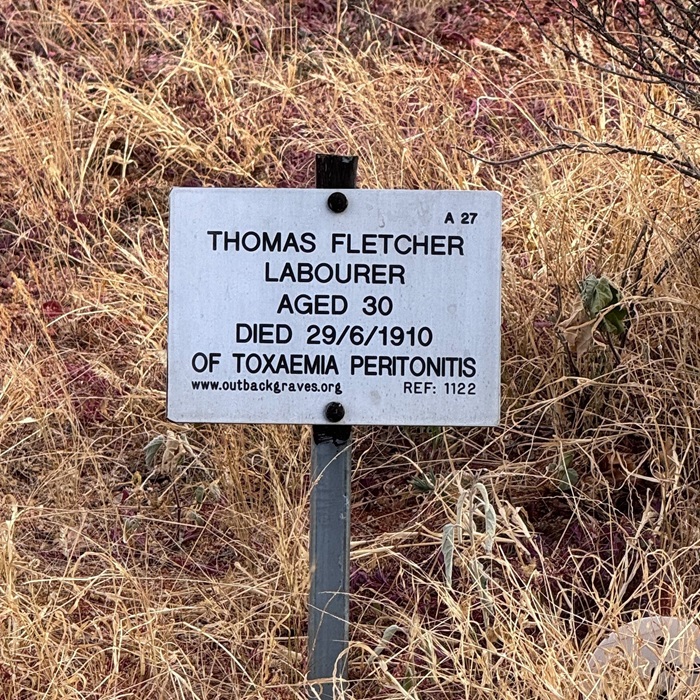 A 27
THOMAS FLETCHER
LABOURER
AGED 30
DIED 29/6/1910
OF TOXAEMIA PERITONITIS
www.outbackgraves.org REF: 1122